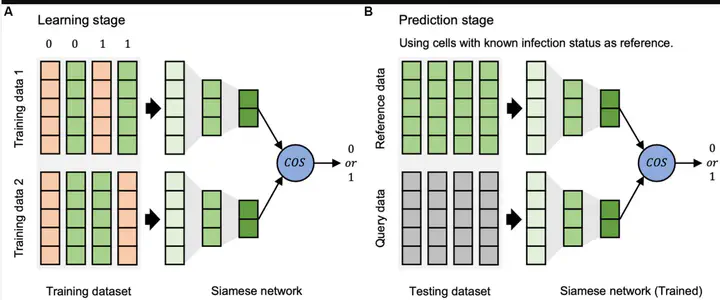 A
Learning stage
0 0 1 1
Training data 1
Training data 2
COS
0
or
1
Training dataset
Siamese network
B
Prediction stage
Using cells with known infection status as reference.
Reference data
Query data
COS
0
or
1
Testing dataset
Siamese network (Trained)